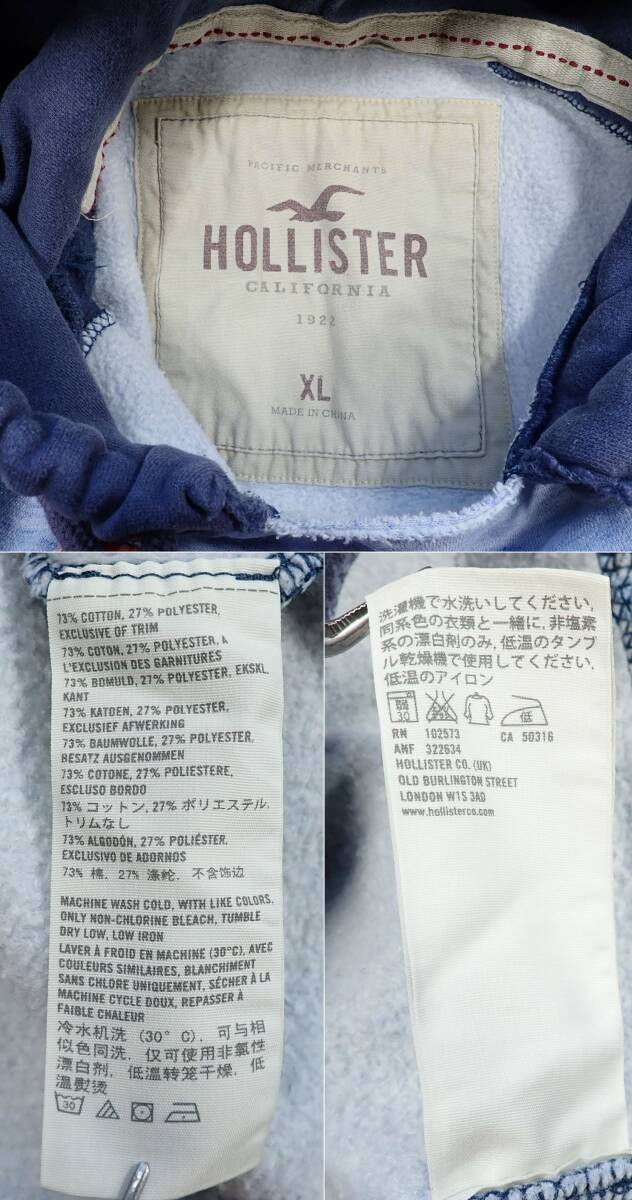 PACIFIC MERCHANTS
HOLLISTER
CALIFORNIA
1922
XL
MADE IN CHINA
73% COTTON, 27% POLYESTER,
EXCLUSIVE OF TRIM
73% COTON, 27% POLYESTER, À
L'EXCLUSION DES GARNITURES
73% BOMULD, 27% POLYESTER, EKSKL.
KANT
73% KATOEN, 27% POLYESTER,
EXCLUSIEF AFWERKING
73% BAUMWOLLE, 27% POLYESTER,
BESATZ AUSGENOMMEN
73% COTONE, 27% POLIESTERE,
ESCLUSO BORDO
73% コットン, 27% ポリエステル,
トリムなし
73% ALGODÓN, 27% POLIÉSTER,
EXCLUSIVO DE ADORNOS
73% 棉, 27% 涤纶, 不含饰边
MACHINE WASH COLD, WITH LIKE COLORS,
ONLY NON-CHLORINE BLEACH, TUMBLE
DRY LOW, LOW IRON
LAVER À FROID EN MACHINE (30°C), AVEC
COULEURS SIMILAIRES, BLANCHIMENT
SANS CHLORE UNIQUEMENT, SÉCHER À LA
MACHINE CYCLE DOUX, REPASSER À
FAIBLE CHALEUR
冷水机洗 (30°C), 可与相
似色同洗, 仅可使用非氯性
漂白剂, 低温转笼干燥, 低
温熨烫
30
洗濯機で水洗いしてください,
同系色の衣類と一緒に, 非塩素
系の漂白剤のみ, 低温のタンブ
ル乾燥機で使用してください,
低温のアイロン
30 低
RN 102573 CA 50316
ANF 322634
HOLLISTER CO. (UK)
OLD BURLINGTON STREET
LONDON W1S 3AD
www.hollisterco.com